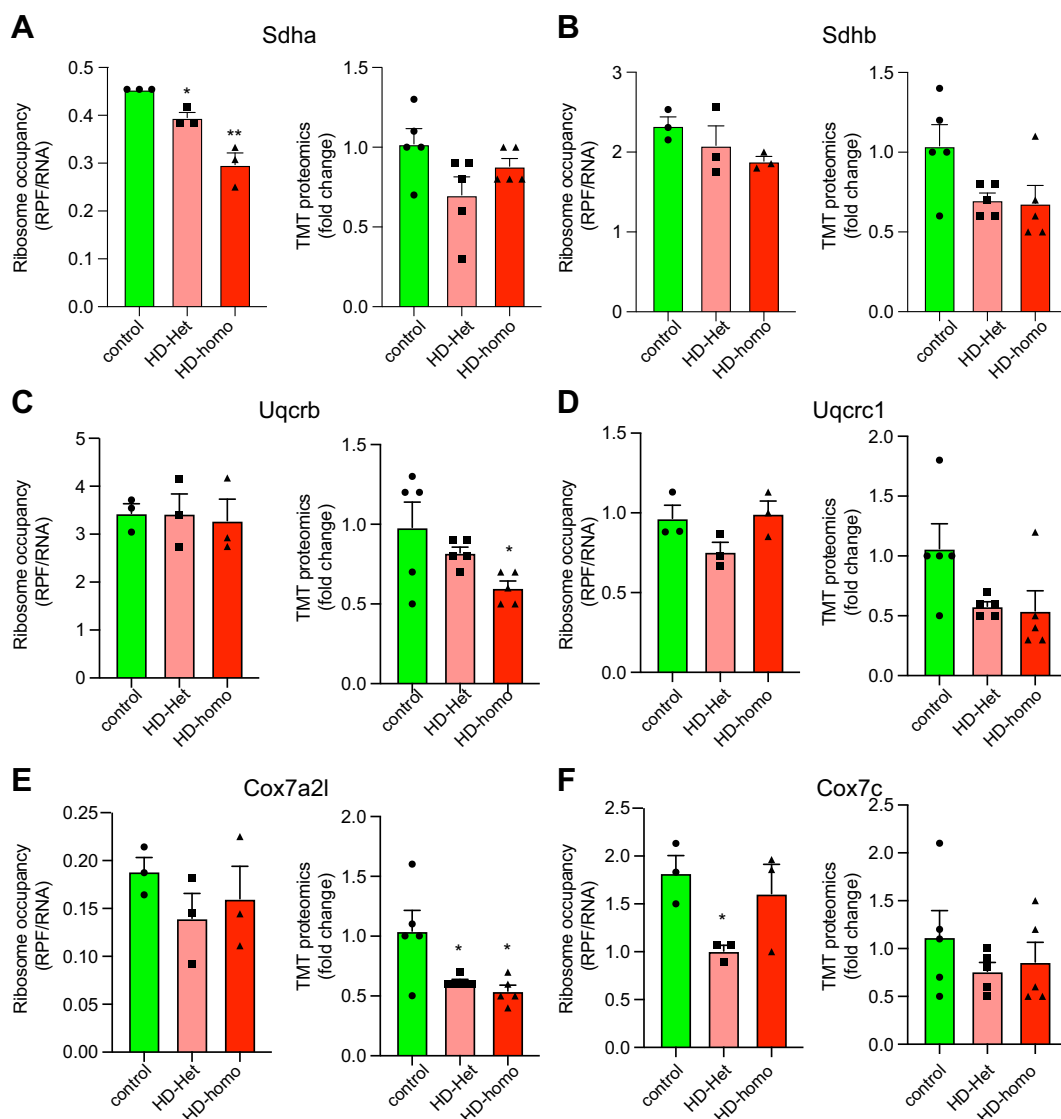 A
Sdha
Ribosome occupancy
(RPF/RNA)
0.5
0.4
0.3
0.2
0.1
0.0
*
**
control
HD-Het
HD-homo
TMT proteomics
(fold change)
1.5
1.0
0.5
0.0
control
HD-Het
HD-homo
B
Sdhb
Ribosome occupancy
(RPF/RNA)
3
2
1
0
control
HD-Het
HD-homo
TMT proteomics
(fold change)
1.5
1.0
0.5
0.0
control
HD-Het
HD-homo
C
Uqcrb
Ribosome occupancy
(RPF/RNA)
5
4
3
2
1
0
control
HD-Het
HD-homo
TMT proteomics
(fold change)
1.5
1.0
0.5
0.0
*
control
HD-Het
HD-homo
D
Uqcrc1
Ribosome occupancy
(RPF/RNA)
1.5
1.0
0.5
0.0
control
HD-Het
HD-homo
TMT proteomics
(fold change)
2.0
1.5
1.0
0.5
0.0
control
HD-Het
HD-homo
E
Cox7a2l
Ribosome occupancy
(RPF/RNA)
0.25
0.20
0.15
0.10
0.05
0.00
control
HD-Het
HD-homo
TMT proteomics
(fold change)
2.0
1.5
1.0
0.5
0.0
*
*
control
HD-Het
HD-homo
F
Cox7c
Ribosome occupancy
(RPF/RNA)
2.5
2.0
1.5
1.0
0.5
0.0
*
control
HD-Het
HD-homo
TMT proteomics
(fold change)
2.5
2.0
1.5
1.0
0.5
0.0
control
HD-Het
HD-homo